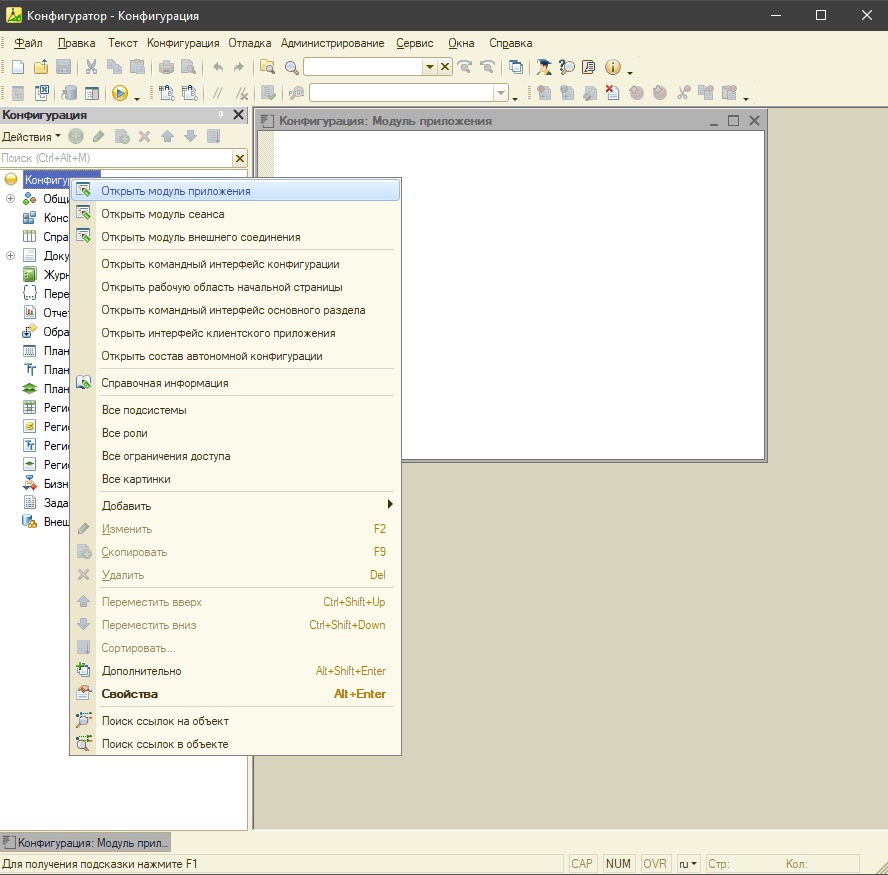 Конфигуратор - Конфигурация
Файл Правка Текст Конфигурация Отладка Администрирование Сервис Окна Справка
Конфигурация
Действия
Поиск (Ctrl+Alt+M)
Конфигурация: Модуль приложения
Конфигу
Общи
Конс
Спра
Доку
Журн
Пере
Отче
Обра
План
План
План
Реги
Реги
Реги
Реги
Бизн
Зада
Внеш
Открыть модуль приложения
Открыть модуль сеанса
Открыть модуль внешнего соединения
Открыть командный интерфейс конфигурации
Открыть рабочую область начальной страницы
Открыть командный интерфейс основного раздела
Открыть интерфейс клиентского приложения
Открыть состав автономной конфигурации
Справочная информация
Все подсистемы
Все роли
Все ограничения доступа
Все картинки
Добавить
Изменить F2
Скопировать F9
Удалить Del
Переместить вверх Ctrl+Shift+Up
Переместить вниз Ctrl+Shift+Down
Сортировать...
Дополнительно Alt+Shift+Enter
Свойства Alt+Enter
Поиск ссылок на объект
Поиск ссылок в объекте
Конфигурация: Модуль прил...
Для получения подсказки нажмите F1 CAP NUM OVR ru Стр: Кол: